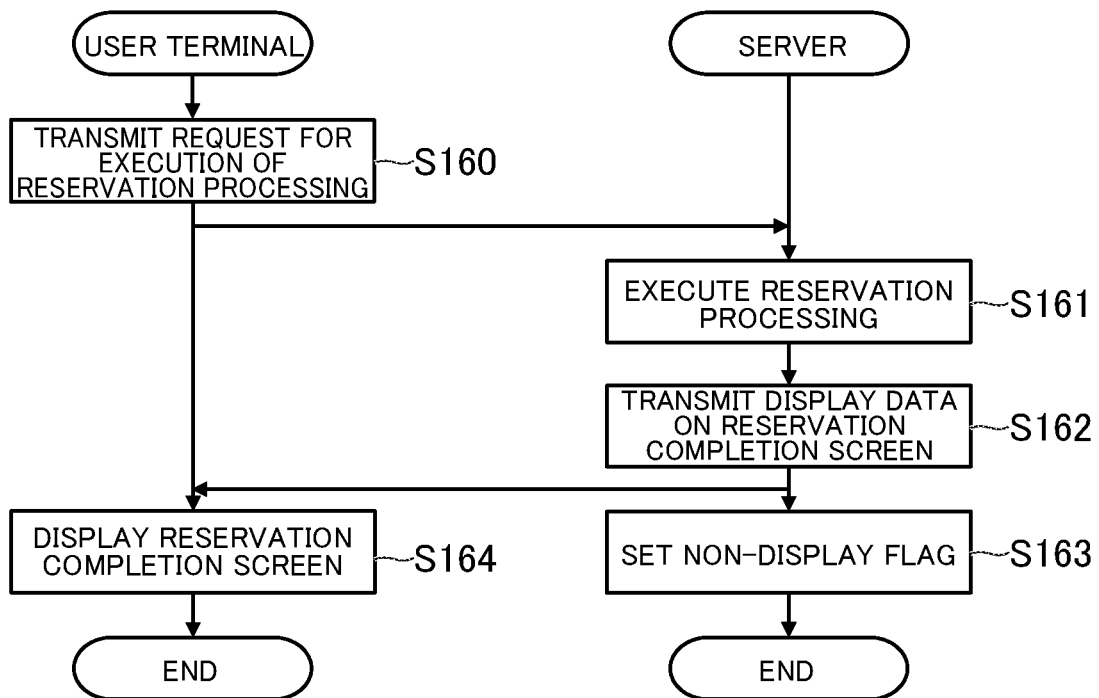 USER TERMINAL
SERVER
TRANSMIT REQUEST FOR
EXECUTION OF
RESERVATION PROCESSING
S160
EXECUTE RESERVATION
PROCESSING
S161
TRANSMIT DISPLAY DATA
ON RESERVATION
COMPLETION SCREEN
S162
DISPLAY RESERVATION
COMPLETION SCREEN
S164
SET NON-DISPLAY FLAG
S163
END
END